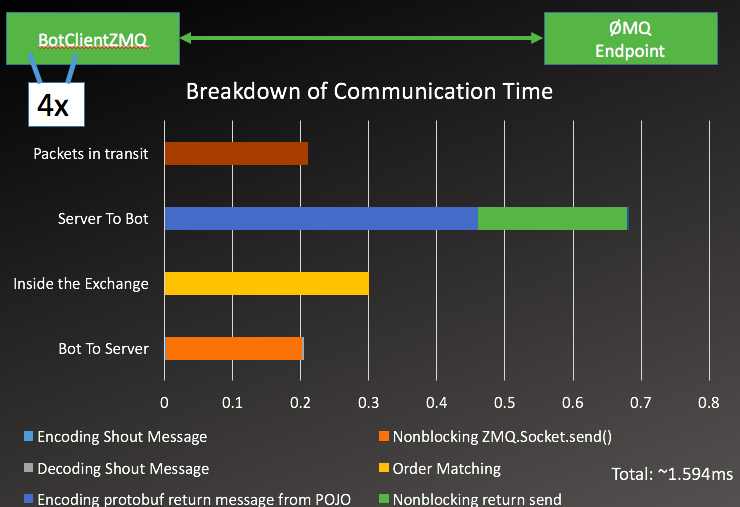 BotClientZMQ
ØMQ
Endpoint
4x
Breakdown of Communication Time
Packets in transit
Server To Bot
Inside the Exchange
Bot To Server
0 0.1 0.2 0.3 0.4 0.5 0.6 0.7 0.8
Encoding Shout Message
Nonblocking ZMQ.Socket.send()
Decoding Shout Message
Order Matching
Total: ~1.594ms
Encoding protobuf return message from POJO
Nonblocking return send